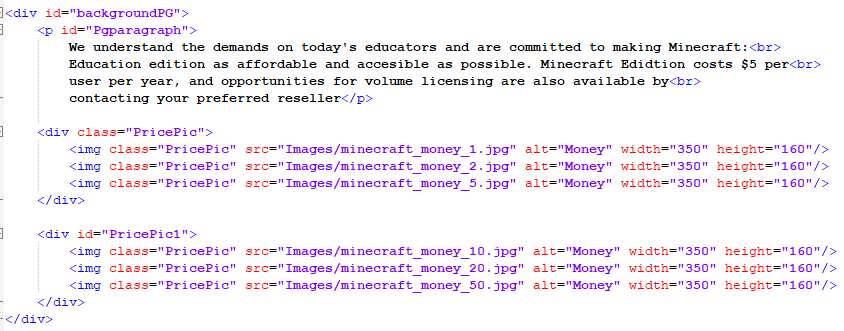 <div id="backgroundPG">
<p id="Pgparagraph">
We understand the demands on today's educators and are committed to making Minecraft:<br>
Education edition as affordable and accesible as possible. Minecraft Edidtion costs $5 per<br>
user per year, and opportunities for volume licensing are also available by<br>
contacting your preferred reseller</p>
<div class="PricePic">
<img class="PricePic" src="Images/minecraft_money_1.jpg" alt="Money" width="350" height="160"/>
<img class="PricePic" src="Images/minecraft_money_2.jpg" alt="Money" width="350" height="160"/>
<img class="PricePic" src="Images/minecraft_money_5.jpg" alt="Money" width="350" height="160"/>
</div>
<div id="PricePic1">
<img class="PricePic" src="Images/minecraft_money_10.jpg" alt="Money" width="350" height="160"/>
<img class="PricePic" src="Images/minecraft_money_20.jpg" alt="Money" width="350" height="160"/>
<img class="PricePic" src="Images/minecraft_money_50.jpg" alt="Money" width="350" height="160"/>
</div>
</div>